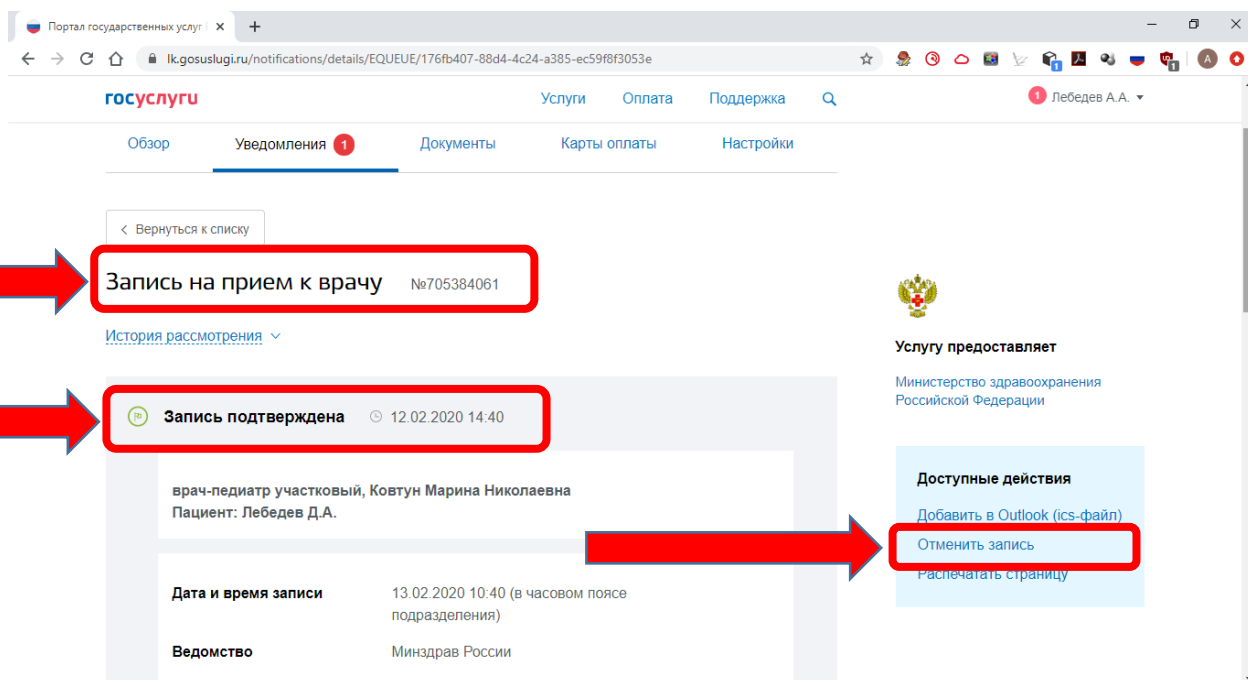 Портал государственных услуг
lk.gosuslugi.ru/notifications/details/EQUEUE/176fb407-88d4-4c24-a385-ec59f8f3053e
1
1
A
госуслуги
Услуги Оплата Поддержка
1 Лебедев А.А.
Обзор Уведомления 1 Документы Карты оплаты Настройки
Вернуться к списку
Запись на прием к врачу №705384061
История рассмотрения
Услугу предоставляет
Министерство здравоохранения
Российской Федерации
Запись подтверждена 12.02.2020 14:40
врач-педиатр участковый, Ковтун Марина Николаевна
Пациент: Лебедев Д.А.
Доступные действия
Добавить в Outlook (ics-файл)
Отменить запись
Распечатать страницу
Дата и время записи 13.02.2020 10:40 (в часовом поясе
подразделения)
Ведомство Минздрав России